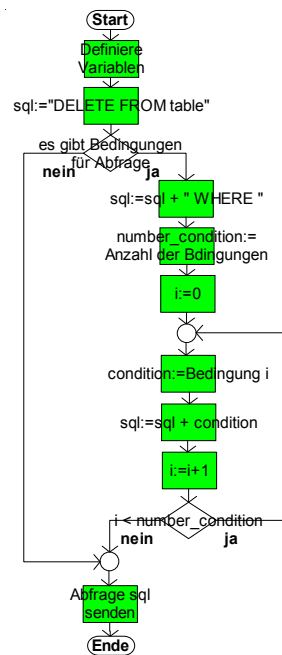 Start
Definiere
Variablen
sql:="DELETE FROM table"
es gibt Bedingungen
für Abfrage
nein
ja
sql:=sql + " WHERE "
number_condition:=
Anzahl der Bdingungen
i:=0
condition:=Bedingung i
sql:=sql + condition
i:=i+1
i < number_condition
nein
ja
Abfrage sql
senden
Ende